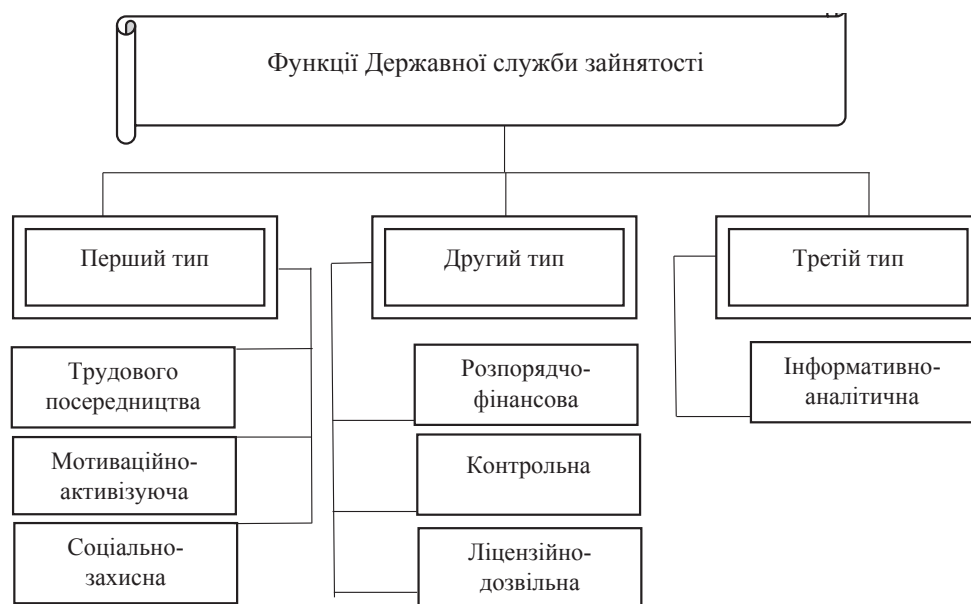 Функції Державної служби зайнятості
Перший тип
Другий тип
Третій тип
Трудового
посередництва
Мотиваційно-
активізуюча
Соціально-
захисна
Розпорядчо-
фінансова
Контрольна
Ліцензійно-
дозвільна
Інформативно-
аналітична